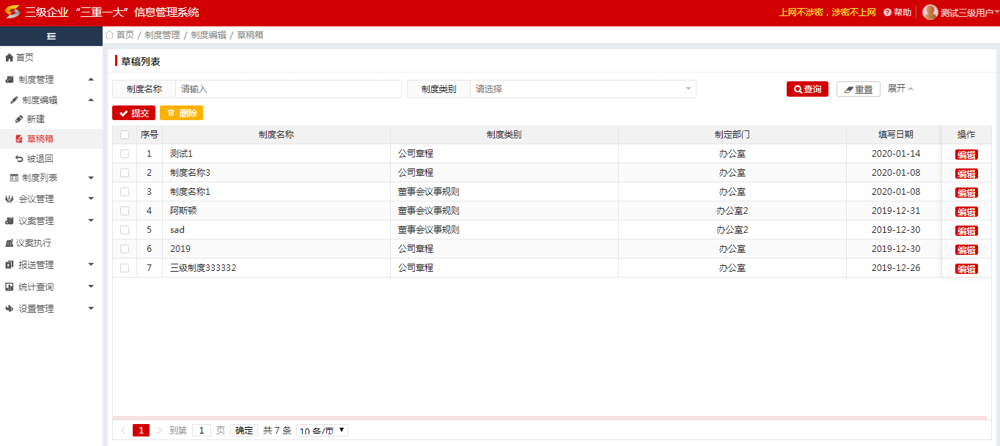 三级企业 “三重一大” 信息管理系统
上网不涉密，涉密不上网 帮助 测试三级用户
首页 / 制度管理 / 制度编辑 / 草稿箱
首页
制度管理
制度编辑
新建
草稿箱
被退回
制度列表
会议管理
议案管理
议案执行
报送管理
统计查询
设置管理
草稿列表
制度名称 请输入 制度类别 请选择 查询 重置 展开
提交 删除
序号 制度名称 制度类别 制定部门 填写日期 操作
1 测试1 公司章程 办公室 2020-01-14 编辑
2 制度名称3 公司章程 办公室 2020-01-08 编辑
3 制度名称1 董事会议事规则 办公室 2020-01-08 编辑
4 阿斯顿 董事会议事规则 办公室2 2019-12-31 编辑
5 sad 董事会议事规则 办公室2 2019-12-30 编辑
6 2019 公司章程 办公室 2019-12-30 编辑
7 三级制度333332 公司章程 办公室 2019-12-26 编辑
1 到第 1 页 确定 共 7 条 10 条/页